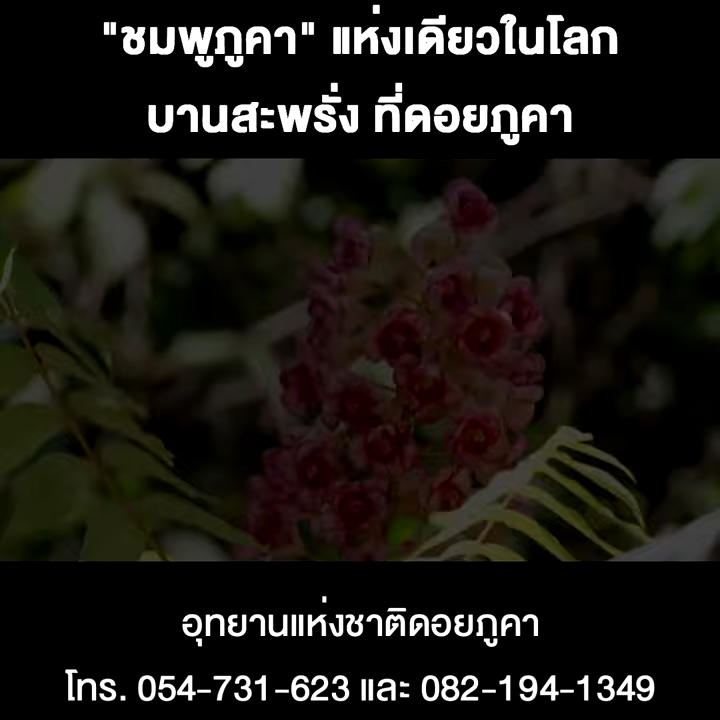 "ชมพูภูคา" แห่งเดียวในโลก
บานสะพรั่ง ที่ดอยภูคา
อุทยานแห่งชาติดอยภูคา
โทร. 054-731-623 และ 082-194-1349